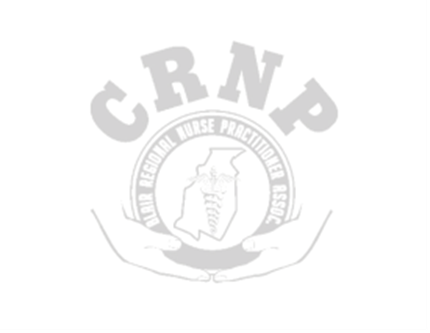 CRNP
BLAIR REGIONAL NURSE PRACTITIONER ASSOC.